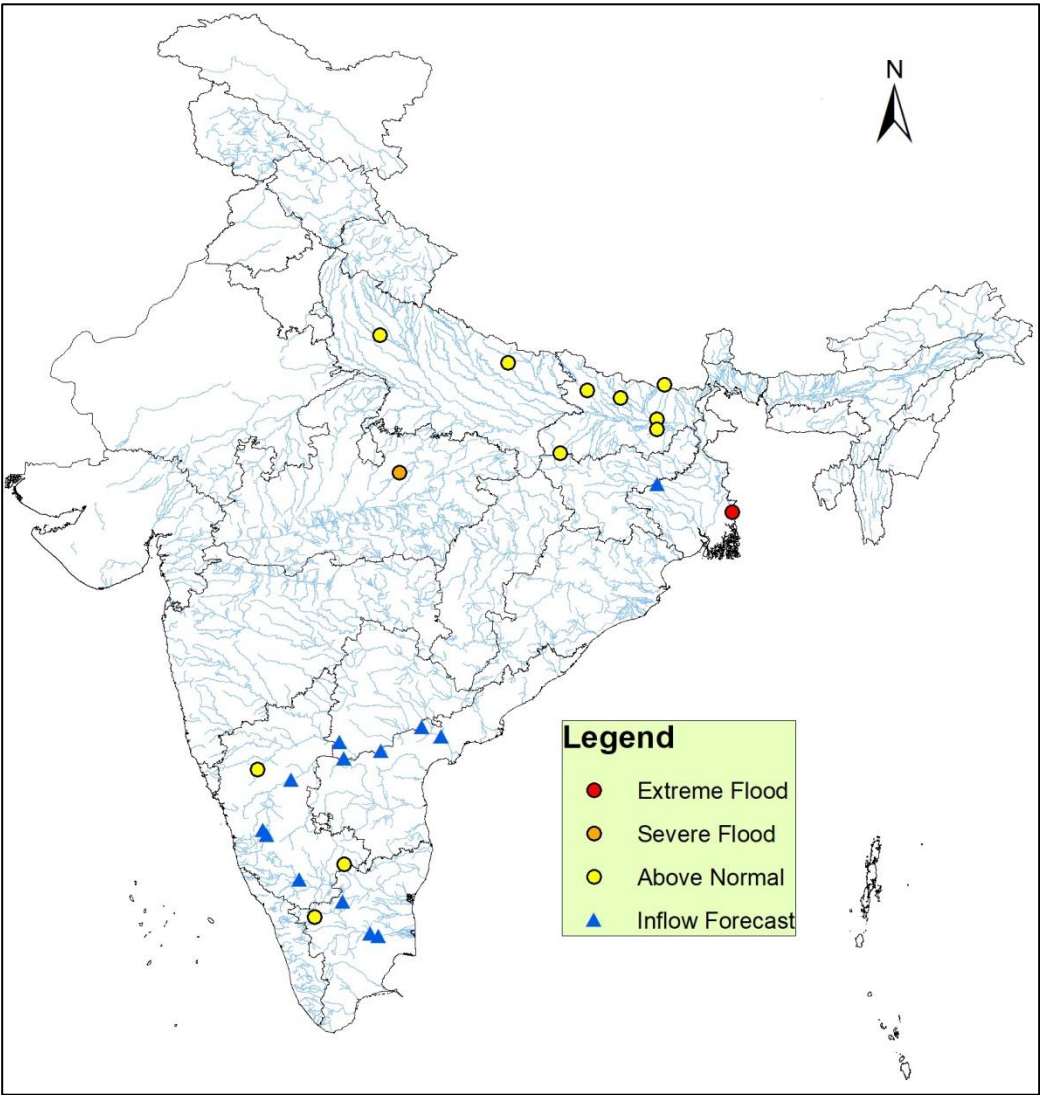 N
Legend
Extreme Flood
Severe Flood
Above Normal
Inflow Forecast